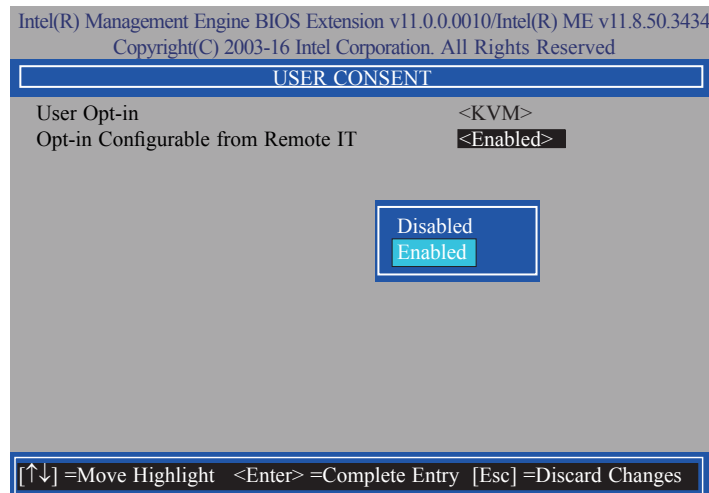 Intel(R) Management Engine BIOS Extension v11.0.0.0010/Intel(R) ME v11.8.50.3434
Copyright(C) 2003-16 Intel Corporation. All Rights Reserved
USER CONSENT
User Opt-in <KVM>
Opt-in Configurable from Remote IT <Enabled>
Disabled
Enabled
[↑↓] =Move Highlight <Enter> =Complete Entry [Esc] =Discard Changes